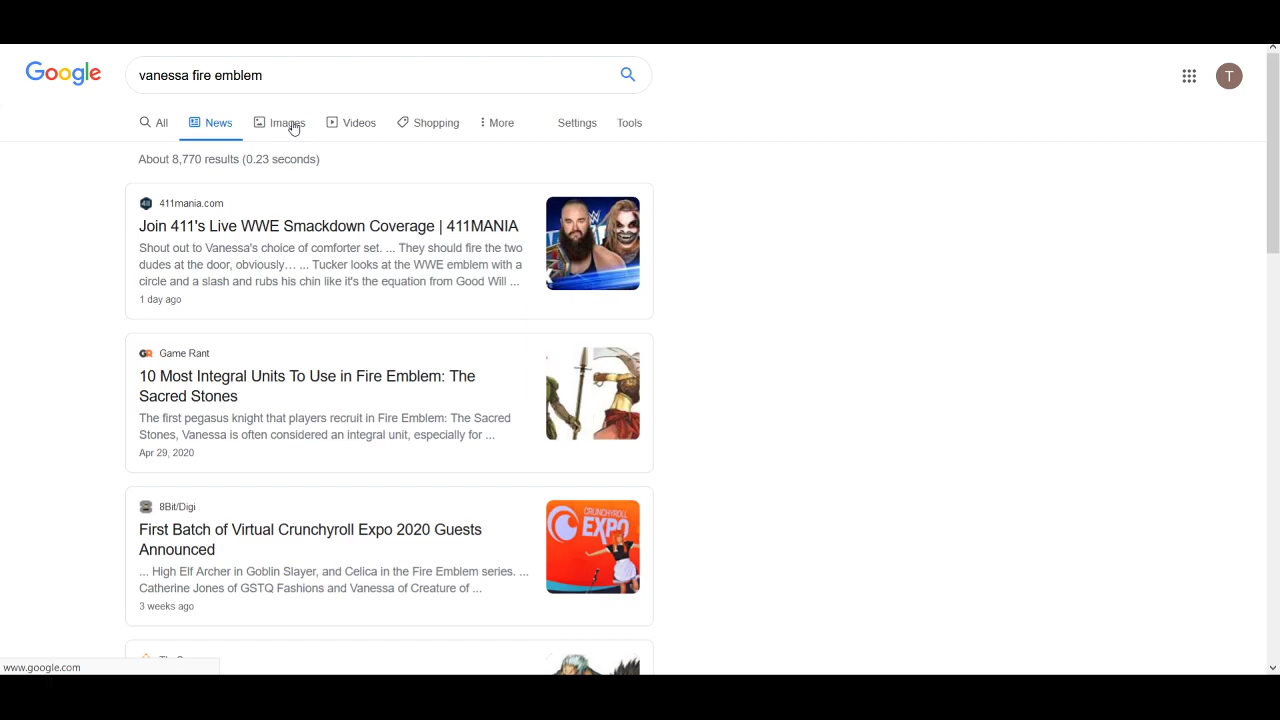 Google
vanessa fire emblem
T
All News Images Videos Shopping More Settings Tools
About 8,770 results (0.23 seconds)
411mania.com
Join 411's Live WWE Smackdown Coverage | 411MANIA
Shout out to Vanessa's choice of comforter set. ... They should fire the two
dudes at the door, obviously… ... Tucker looks at the WWE emblem with a
circle and a slash and rubs his chin like it's the equation from Good Will ...
1 day ago
GR Game Rant
10 Most Integral Units To Use in Fire Emblem: The
Sacred Stones
The first pegasus knight that players recruit in Fire Emblem: The Sacred
Stones, Vanessa is often considered an integral unit, especially for ...
Apr 29, 2020
8Bit/Digi
First Batch of Virtual Crunchyroll Expo 2020 Guests
Announced
... High Elf Archer in Goblin Slayer, and Celica in the Fire Emblem series. ...
Catherine Jones of GSTQ Fashions and Vanessa of Creature of ...
3 weeks ago
CRUNCHYROLL
EXPO
www.google.com